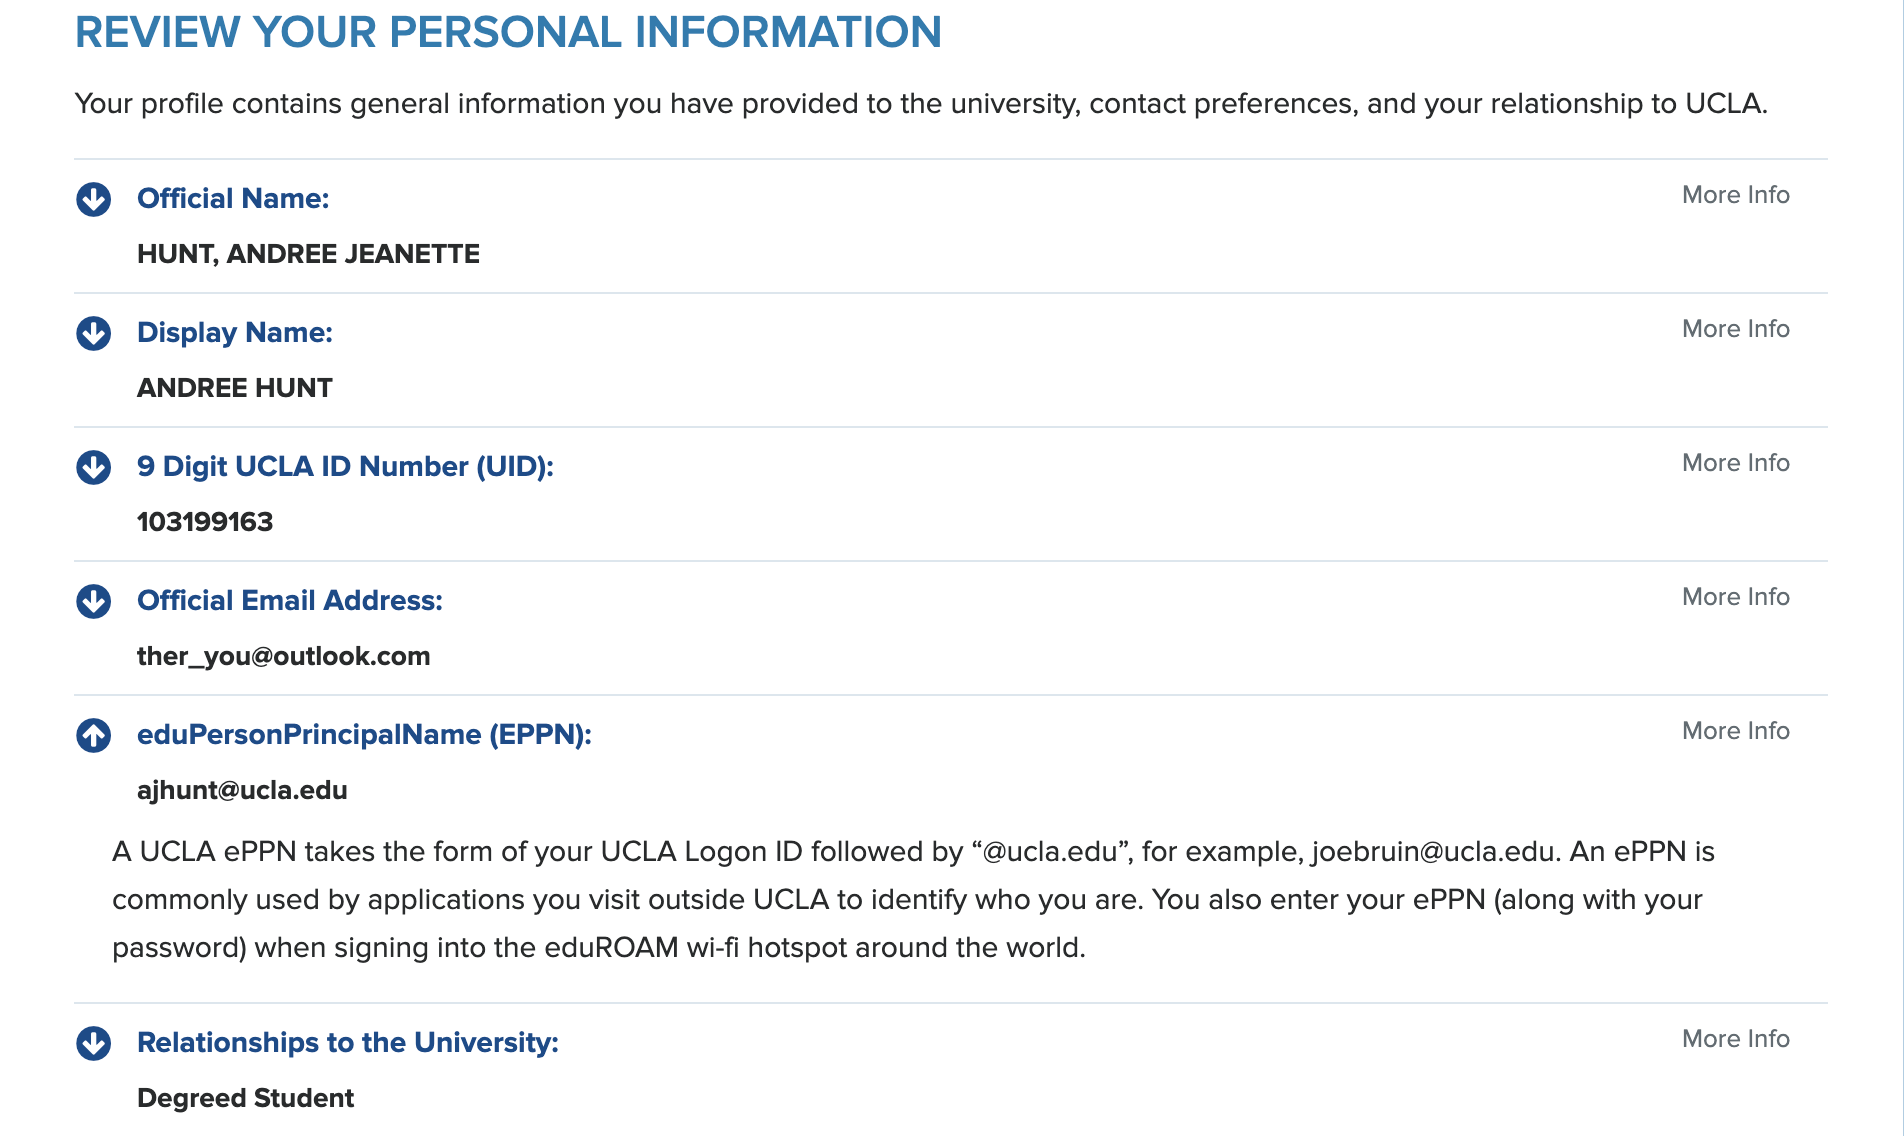 REVIEW YOUR PERSONAL INFORMATION
Your profile contains general information you have provided to the university, contact preferences, and your relationship to UCLA.
Official Name:
More Info
HUNT, ANDREE JEANETTE
Display Name:
More Info
ANDREE HUNT
9 Digit UCLA ID Number (UID):
More Info
103199163
Official Email Address:
More Info
ther_you@outlook.com
eduPersonPrincipalName (EPPN):
More Info
ajhunt@ucla.edu
A UCLA ePPN takes the form of your UCLA Logon ID followed by “@ucla.edu”, for example, joebruin@ucla.edu. An ePPN is
commonly used by applications you visit outside UCLA to identify who you are. You also enter your ePPN (along with your
password) when signing into the eduROAM wi-fi hotspot around the world.
Relationships to the University:
More Info
Degreed Student